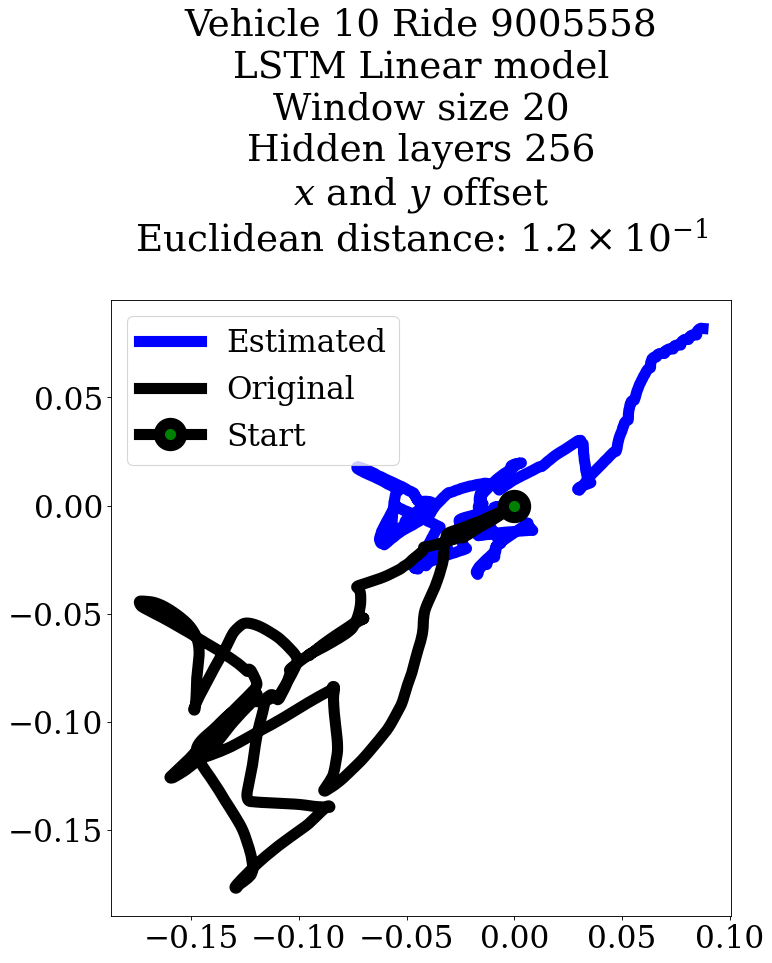 Vehicle 10 Ride 9005558
LSTM Linear model
Window size 20
Hidden layers 256
x and y offset
Euclidean distance: 1.2 × 10⁻¹
Estimated
Original
Start
0.05
0.00
−0.05
−0.10
−0.15
−0.15 −0.10 −0.05 0.00 0.05 0.10